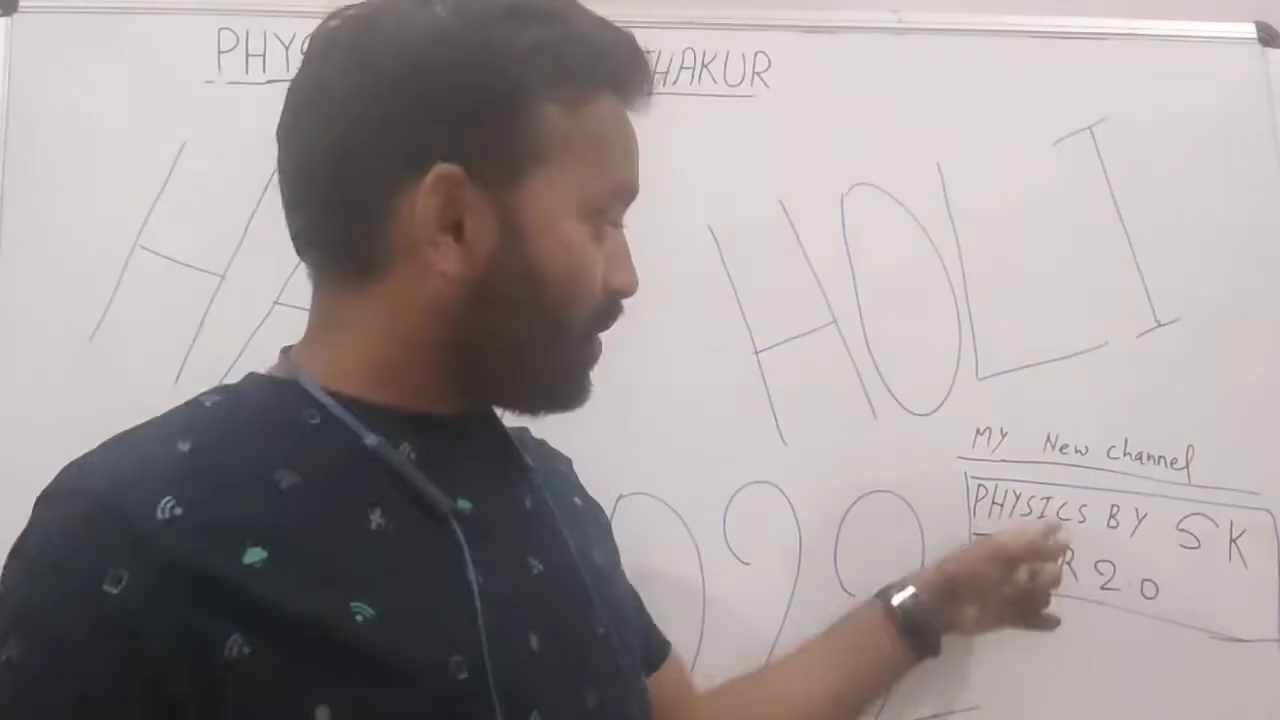 PHYS HAKUR
HA HOLI
MY New channel
PHYSICS BY SK
R 2.0